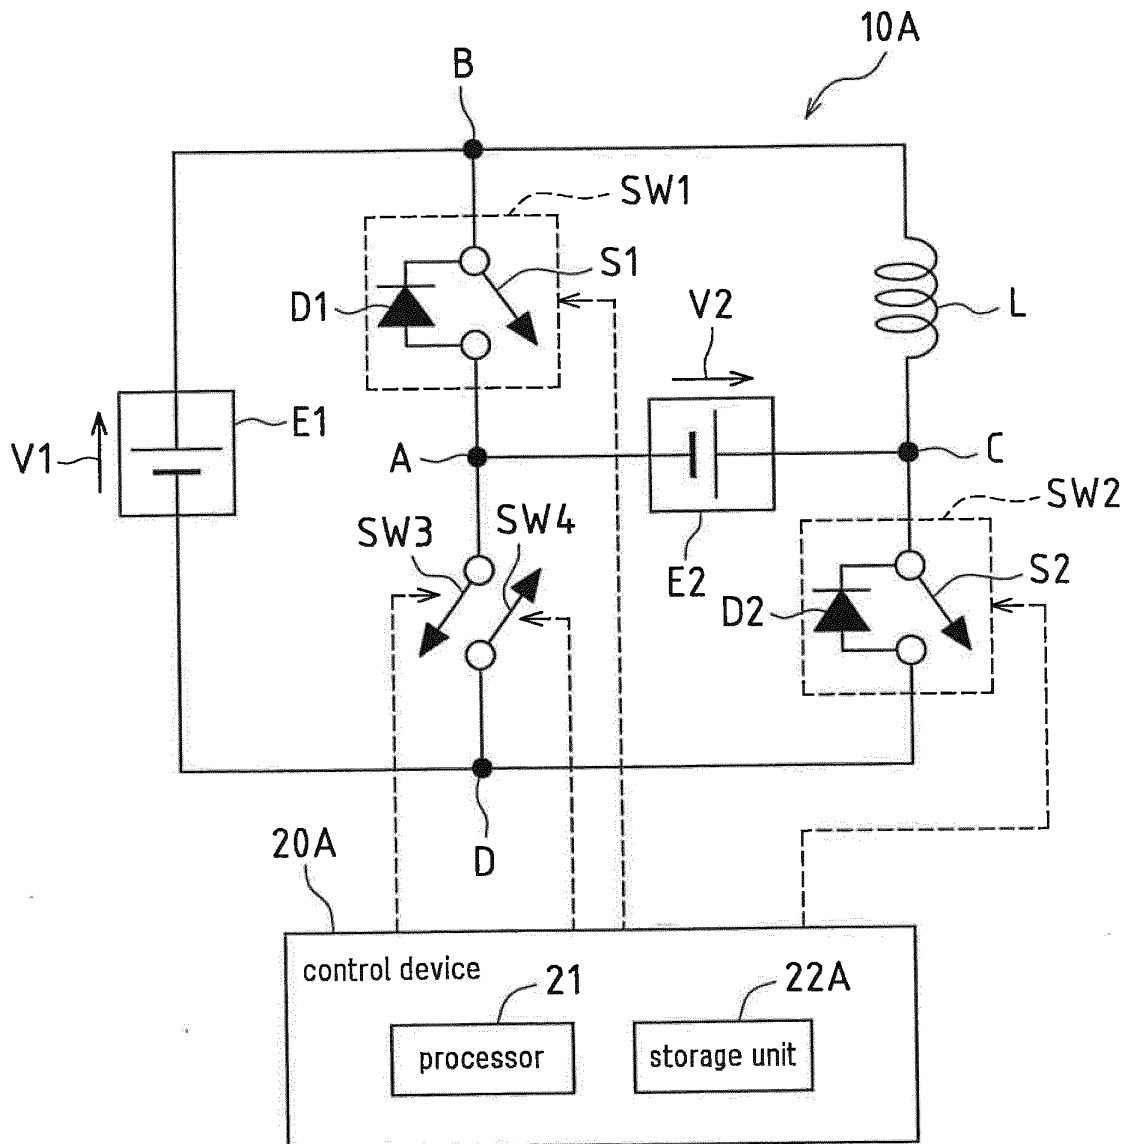 10A
B
SW1
S1
D1
V2
L
E1
V1
A
C
SW2
SW3
SW4
E2
S2
D2
D
20A
control device
21
22A
processor
storage unit